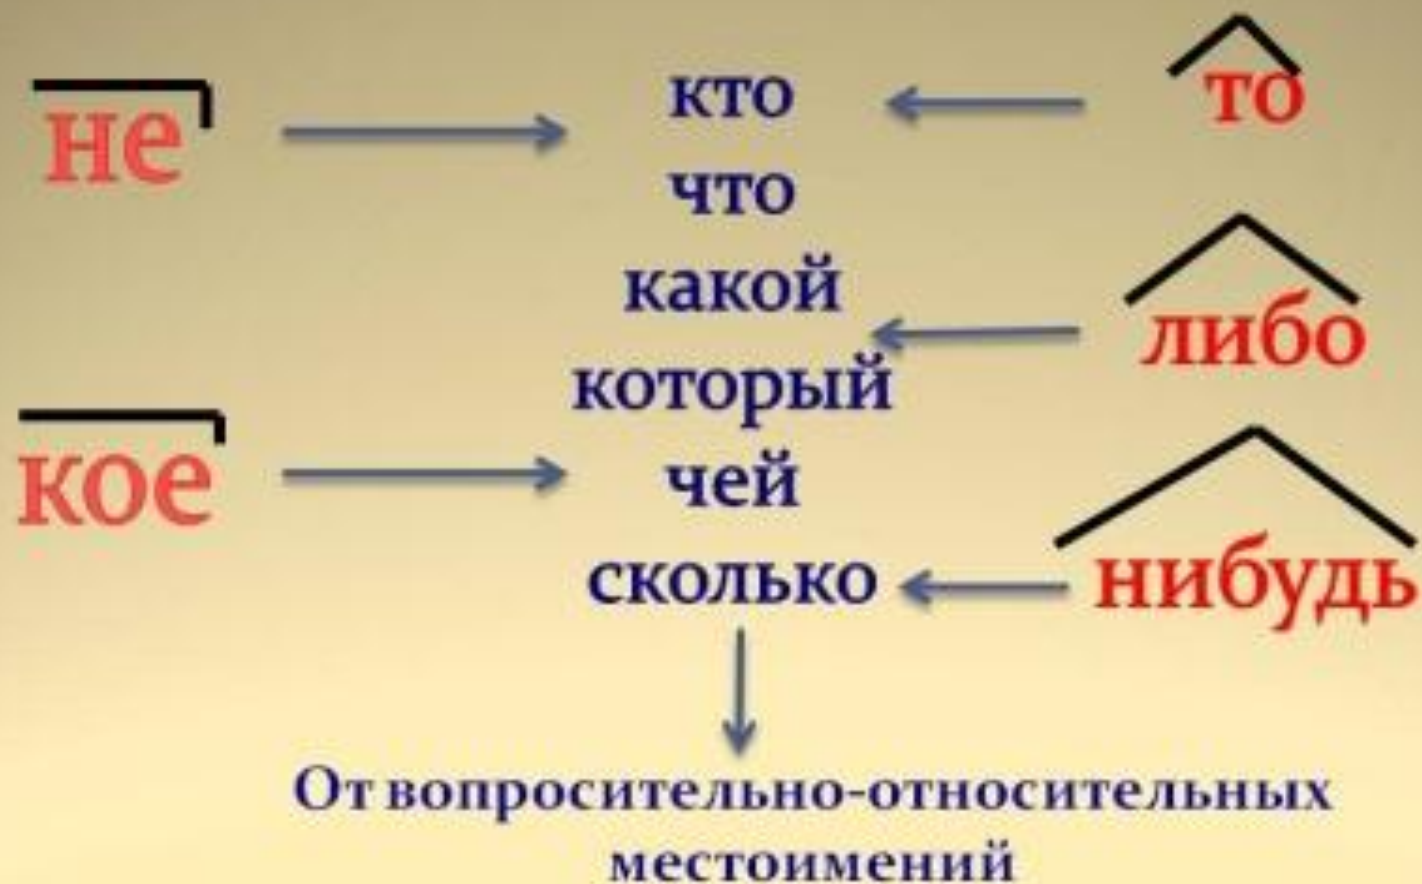 не
кое
кто
что
какой
который
чей
сколько
то
либо
нибудь
От вопросительно-относительных
местоимений